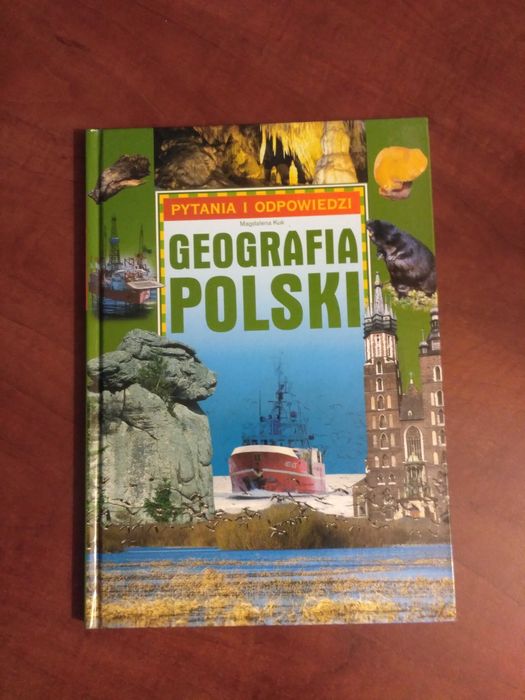 PYTANIA I ODPOWIEDZI
Magdalena Kuk
GEOGRAFIA
POLSKI